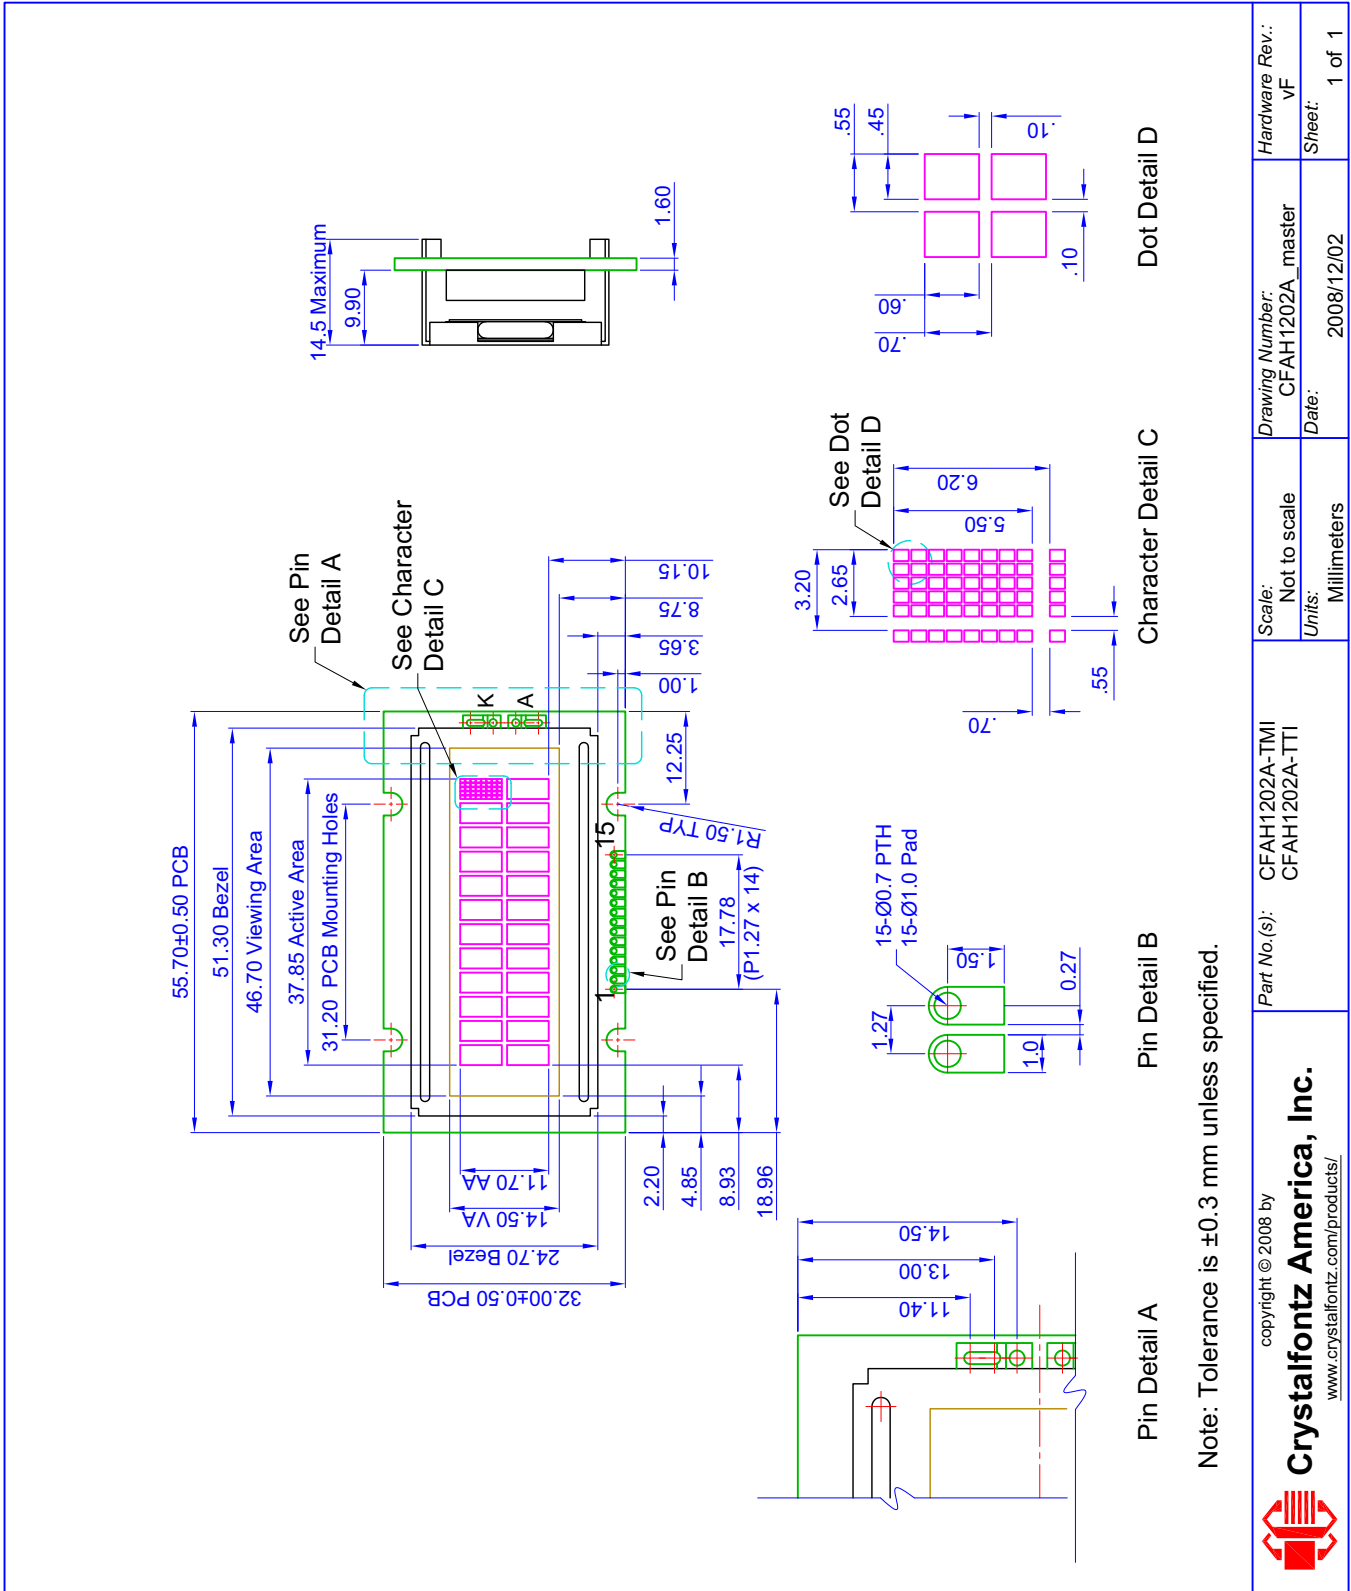 55.70±0.50 PCB
51.30 Bezel
46.70 Viewing Area
37.85 Active Area
31.20 PCB Mounting Holes
See Pin
Detail A
See Character
Detail C
K
A
1
15
See Pin
Detail B
17.78
(P1.27 x 14)
R1.50 TYP
12.25
1.00
3.65
8.75
10.15
32.00±0.50 PCB
24.70 Bezel
14.50 VA
11.70 AA
2.20
4.85
8.93
18.96
14.5 Maximum
9.90
1.60
11.40
13.00
14.50
Pin Detail A
15-Ø0.7 PTH
15-Ø1.0 Pad
1.27
1.50
1.0
0.27
Pin Detail B
See Dot
Detail D
3.20
2.65
5.50
6.20
.70
.55
Character Detail C
.55
.45
.10
.60
.70
.10
Dot Detail D
Note: Tolerance is ±0.3 mm unless specified.
copyright © 2008 by
Crystalfontz America, Inc.
www.crystalfontz.com/products/
Part No.(s):
CFAH1202A-TMI
CFAH1202A-TTI
Scale:
Not to scale
Units:
Millimeters
Drawing Number:
CFAH1202A_master
Date:
2008/12/02
Hardware Rev.:
vF
Sheet:
1 of 1